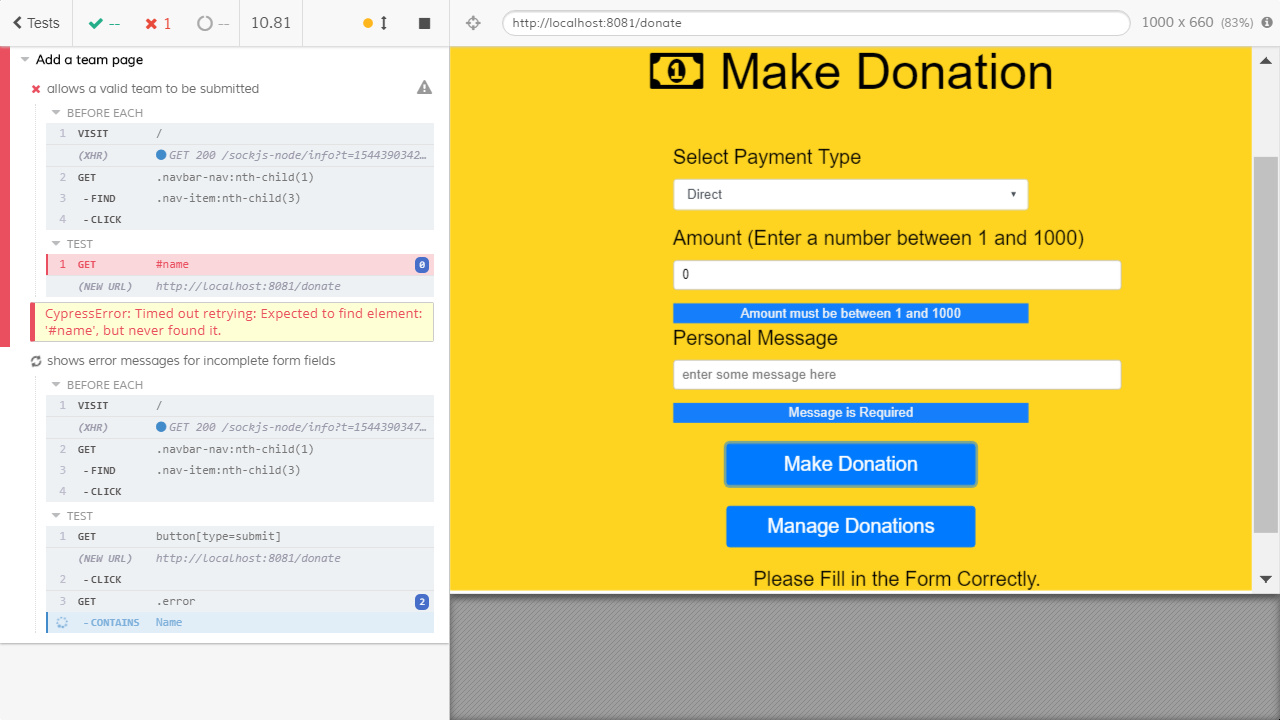 Tests
--
1
--
10.81
http://localhost:8081/donate
1000 x 660 (83%)
Add a team page
allows a valid team to be submitted
BEFORE EACH
1 VISIT /
(XHR) GET 200 /sockjs-node/info?t=1544390342…
2 GET .navbar-nav:nth-child(1)
3 -FIND .nav-item:nth-child(3)
4 -CLICK
TEST
1 GET #name 0
(NEW URL) http://localhost:8081/donate
CypressError: Timed out retrying: Expected to find element:
'#name', but never found it.
shows error messages for incomplete form fields
BEFORE EACH
1 VISIT /
(XHR) GET 200 /sockjs-node/info?t=1544390347…
2 GET .navbar-nav:nth-child(1)
3 -FIND .nav-item:nth-child(3)
4 -CLICK
TEST
1 GET button[type=submit]
(NEW URL) http://localhost:8081/donate
2 -CLICK
3 GET .error 2
-CONTAINS Name
1 Make Donation
Select Payment Type
Direct
Amount (Enter a number between 1 and 1000)
0
Amount must be between 1 and 1000
Personal Message
enter some message here
Message is Required
Make Donation
Manage Donations
Please Fill in the Form Correctly.